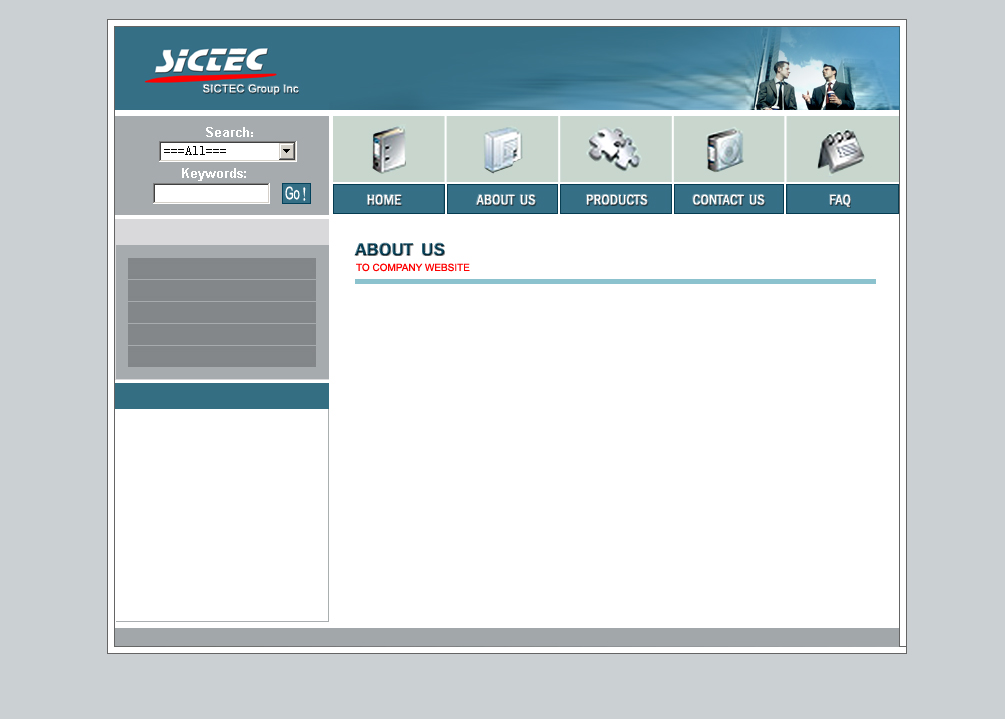 SICTEC
SICTEC Group Inc
Search:
===All===
Keywords:
Go!
HOME
ABOUT US
PRODUCTS
CONTACT US
FAQ
ABOUT US
TO COMPANY WEBSITE